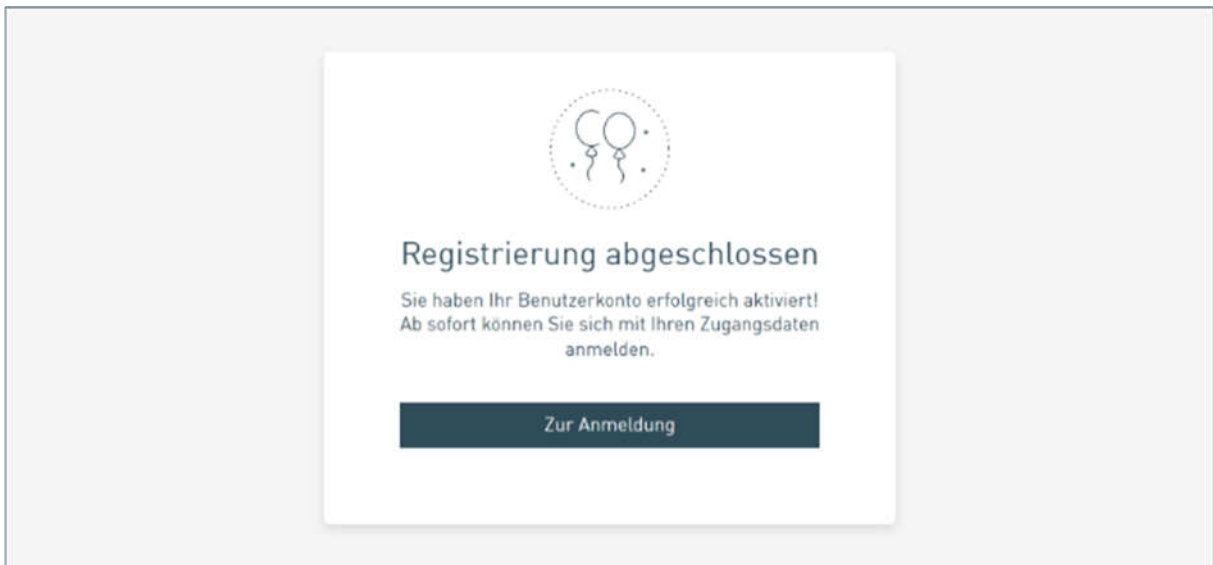 Registrierung abgeschlossen
Sie haben Ihr Benutzerkonto erfolgreich aktiviert!
Ab sofort können Sie sich mit Ihren Zugangsdaten
anmelden.
Zur Anmeldung